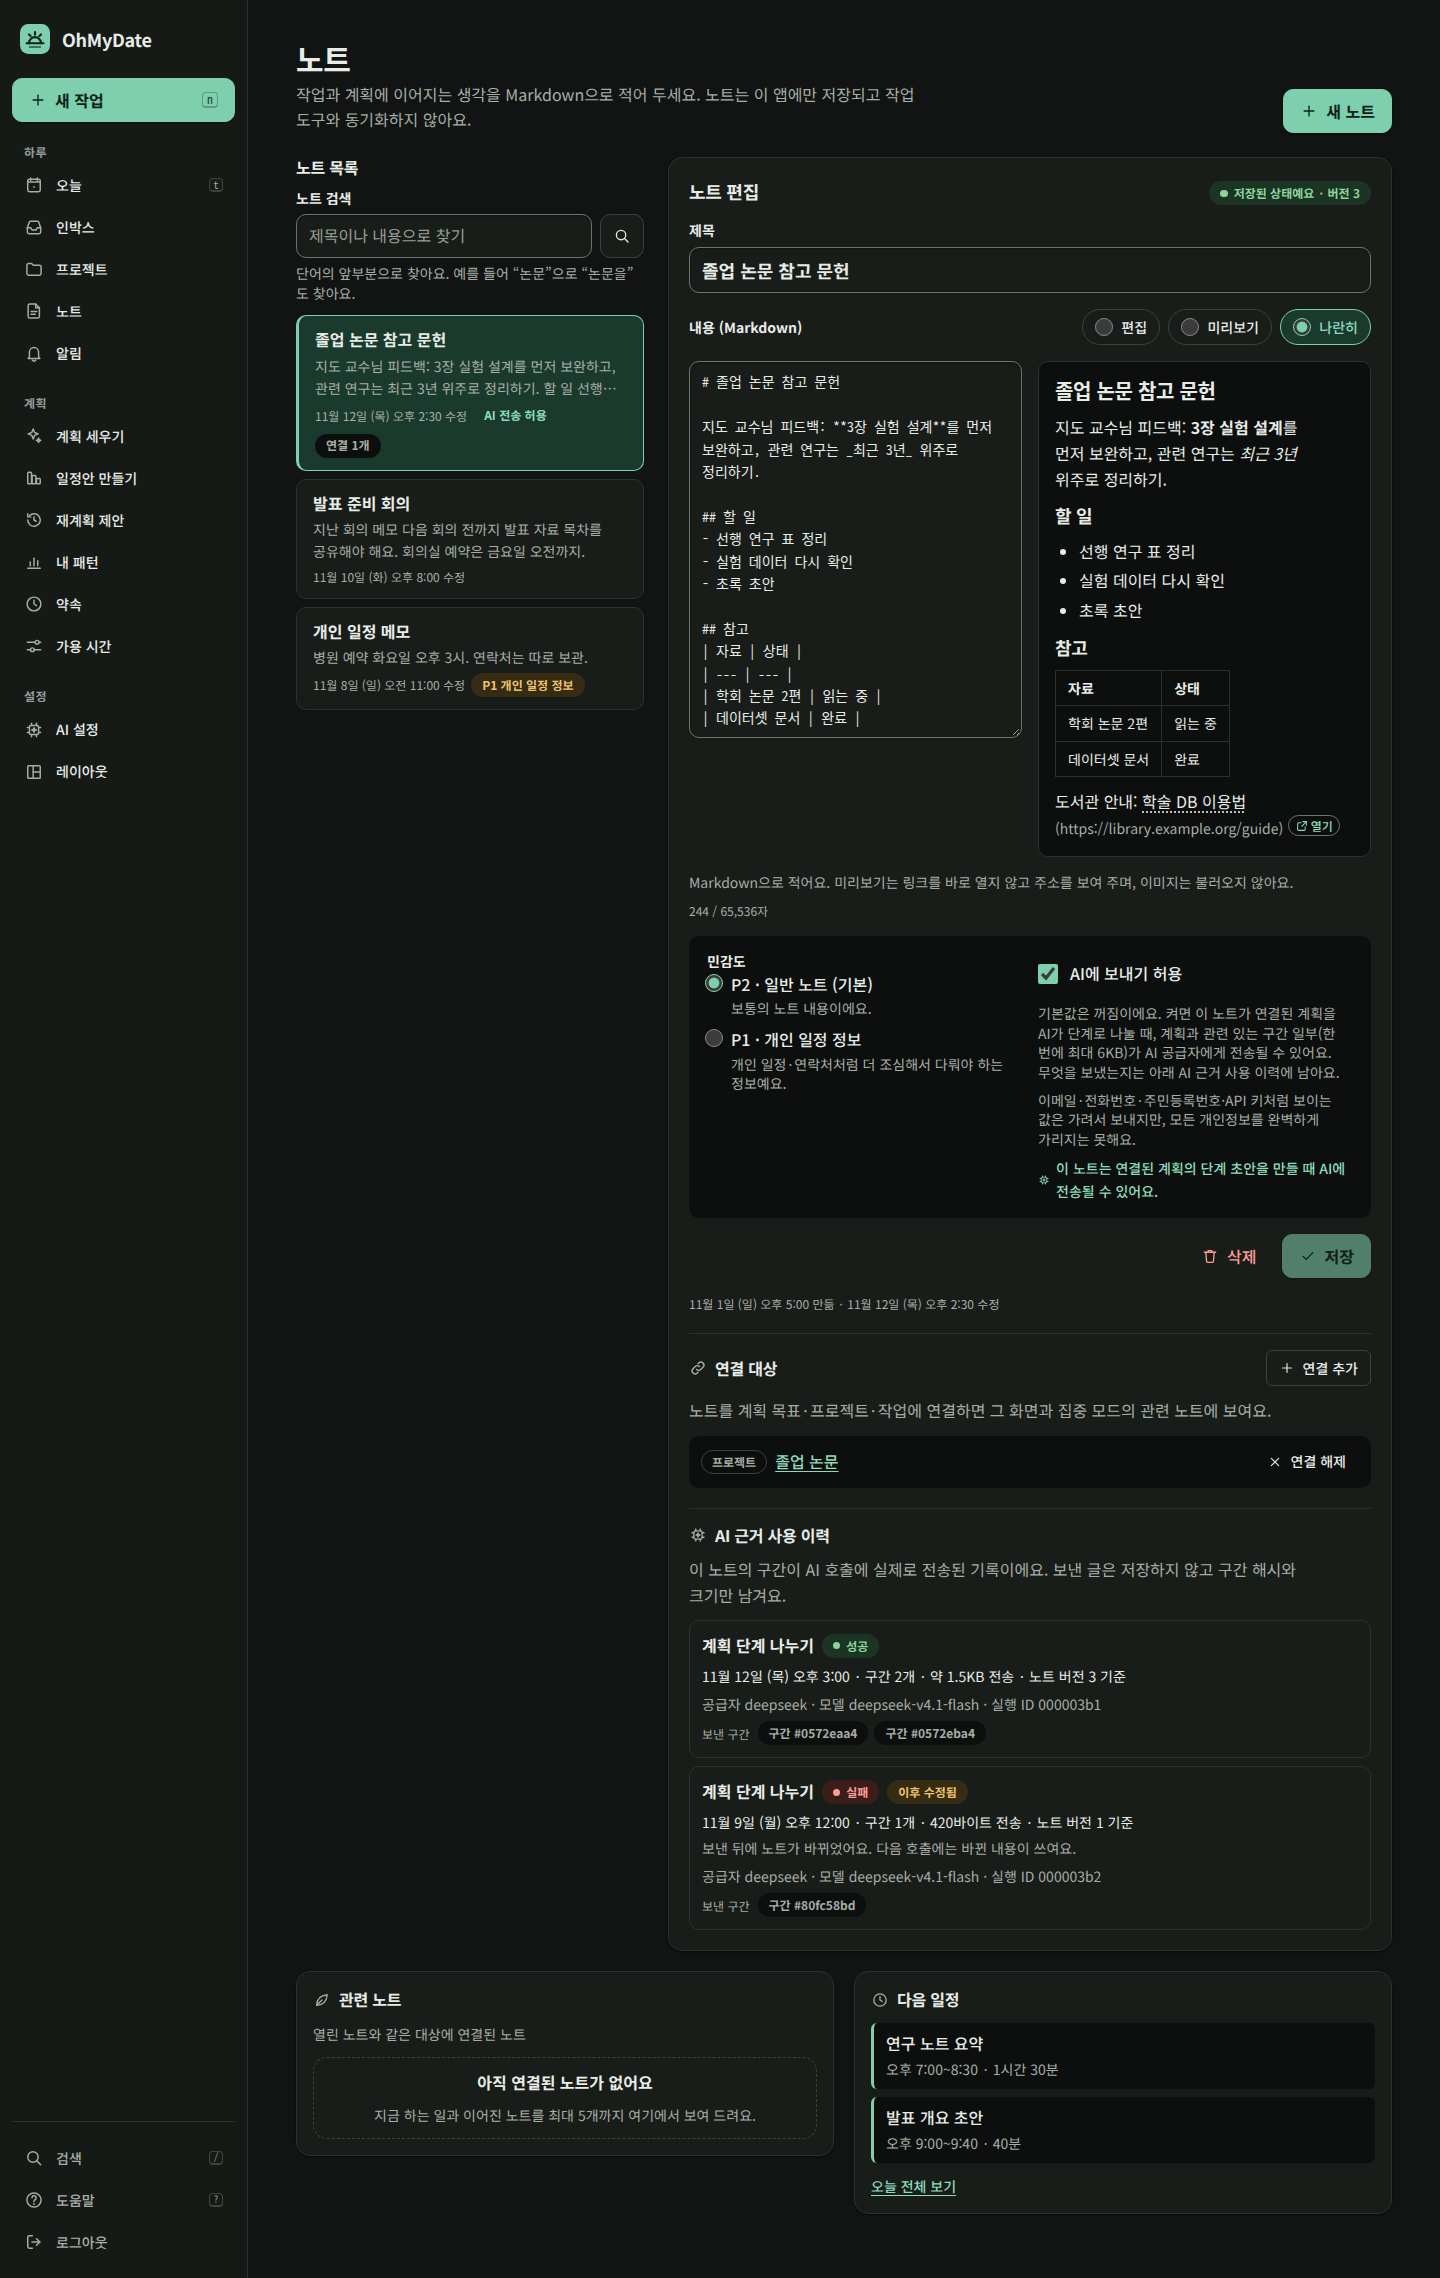 OhMyDate
새 작업 n
하루
오늘 t
인박스
프로젝트
노트
알림
계획
계획 세우기
일정안 만들기
재계획 제안
내 패턴
약속
가용 시간
설정
AI 설정
레이아웃
검색 /
도움말 ?
로그아웃
노트
작업과 계획에 이어지는 생각을 Markdown으로 적어 두세요. 노트는 이 앱에만 저장되고 작업
도구와 동기화하지 않아요.
새 노트
노트 목록
노트 검색
제목이나 내용으로 찾기
단어의 앞부분으로 찾아요. 예를 들어 “논문”으로 “논문을”
도 찾아요.
졸업 논문 참고 문헌
지도 교수님 피드백: 3장 실험 설계를 먼저 보완하고,
관련 연구는 최근 3년 위주로 정리하기. 할 일 선행…
11월 12일 (목) 오후 2:30 수정 AI 전송 허용
연결 1개
발표 준비 회의
지난 회의 메모 다음 회의 전까지 발표 자료 목차를
공유해야 해요. 회의실 예약은 금요일 오전까지.
11월 10일 (화) 오후 8:00 수정
개인 일정 메모
병원 예약 화요일 오후 3시. 연락처는 따로 보관.
11월 8일 (일) 오전 11:00 수정 P1 개인 일정 정보
노트 편집
저장된 상태예요 · 버전 3
제목
졸업 논문 참고 문헌
내용 (Markdown)
편집
미리보기
나란히
# 졸업 논문 참고 문헌
지도 교수님 피드백: **3장 실험 설계**를 먼저
보완하고, 관련 연구는 _최근 3년_ 위주로
정리하기.
## 할 일
- 선행 연구 표 정리
- 실험 데이터 다시 확인
- 초록 초안
## 참고
| 자료 | 상태 |
| --- | --- |
| 학회 논문 2편 | 읽는 중 |
| 데이터셋 문서 | 완료 |
졸업 논문 참고 문헌
지도 교수님 피드백: 3장 실험 설계를
먼저 보완하고, 관련 연구는 최근 3년
위주로 정리하기.
할 일
선행 연구 표 정리
실험 데이터 다시 확인
초록 초안
참고
자료 상태
학회 논문 2편 읽는 중
데이터셋 문서 완료
도서관 안내: 학술 DB 이용법
(https://library.example.org/guide) 열기
Markdown으로 적어요. 미리보기는 링크를 바로 열지 않고 주소를 보여 주며, 이미지는 불러오지 않아요.
244 / 65,536자
민감도
P2 · 일반 노트 (기본)
보통의 노트 내용이에요.
P1 · 개인 일정 정보
개인 일정·연락처처럼 더 조심해서 다뤄야 하는
정보예요.
AI에 보내기 허용
기본값은 꺼짐이에요. 켜면 이 노트가 연결된 계획을
AI가 단계로 나눌 때, 계획과 관련 있는 구간 일부(한
번에 최대 6KB)가 AI 공급자에게 전송될 수 있어요.
무엇을 보냈는지는 아래 AI 근거 사용 이력에 남아요.
이메일·전화번호·주민등록번호·API 키처럼 보이는
값은 가려서 보내지만, 모든 개인정보를 완벽하게
가리지는 못해요.
이 노트는 연결된 계획의 단계 초안을 만들 때 AI에
전송될 수 있어요.
삭제
저장
11월 1일 (일) 오후 5:00 만듦 · 11월 12일 (목) 오후 2:30 수정
연결 대상
연결 추가
노트를 계획 목표·프로젝트·작업에 연결하면 그 화면과 집중 모드의 관련 노트에 보여요.
프로젝트 졸업 논문
연결 해제
AI 근거 사용 이력
이 노트의 구간이 AI 호출에 실제로 전송된 기록이에요. 보낸 글은 저장하지 않고 구간 해시와
크기만 남겨요.
계획 단계 나누기 성공
11월 12일 (목) 오후 3:00 · 구간 2개 · 약 1.5KB 전송 · 노트 버전 3 기준
공급자 deepseek · 모델 deepseek-v4.1-flash · 실행 ID 000003b1
보낸 구간 구간 #0572eaa4 구간 #0572eba4
계획 단계 나누기 실패 이후 수정됨
11월 9일 (월) 오후 12:00 · 구간 1개 · 420바이트 전송 · 노트 버전 1 기준
보낸 뒤에 노트가 바뀌었어요. 다음 호출에는 바뀐 내용이 쓰여요.
공급자 deepseek · 모델 deepseek-v4.1-flash · 실행 ID 000003b2
보낸 구간 구간 #80fc58bd
관련 노트
열린 노트와 같은 대상에 연결된 노트
아직 연결된 노트가 없어요
지금 하는 일과 이어진 노트를 최대 5개까지 여기에서 보여 드려요.
다음 일정
연구 노트 요약
오후 7:00~8:30 · 1시간 30분
발표 개요 초안
오후 9:00~9:40 · 40분
오늘 전체 보기